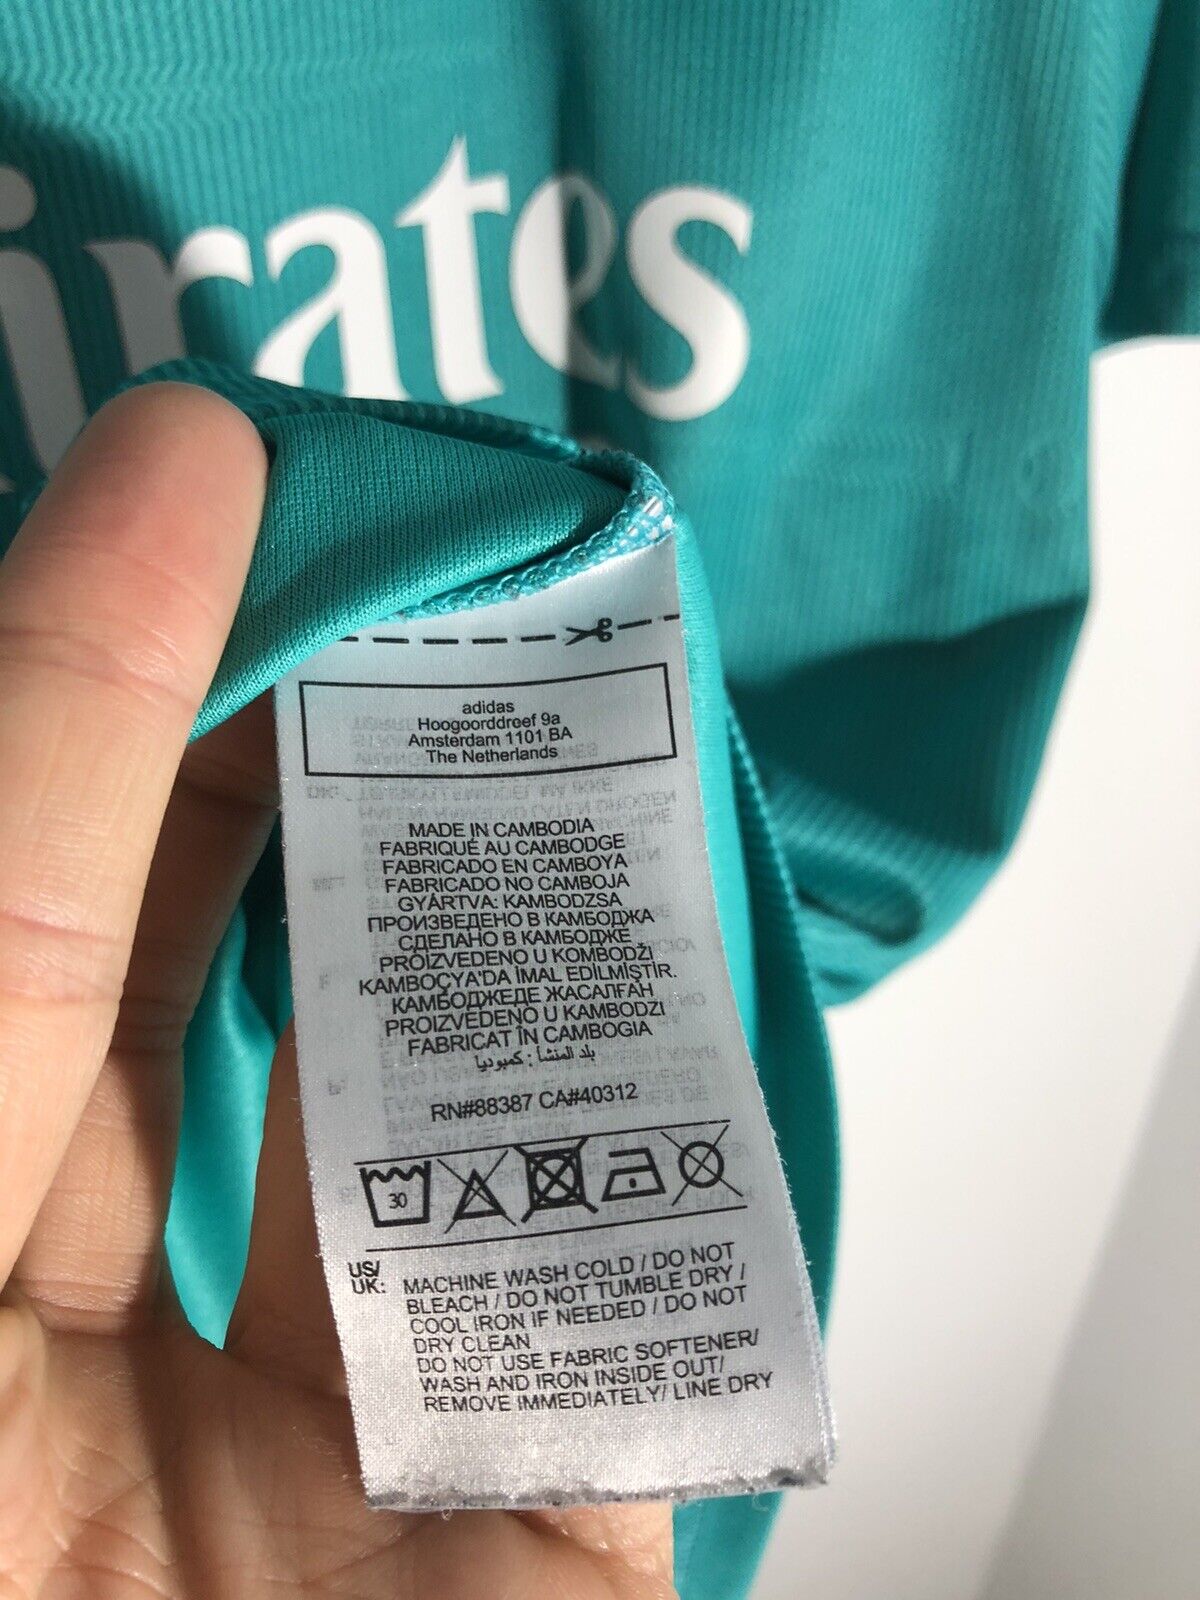 irates
adidas
Hoogoorddreef 9a
Amsterdam 1101 BA
The Netherlands
MADE IN CAMBODIA
FABRIQUÉ AU CAMBODGE
FABRICADO EN CAMBOYA
FABRICADO NO CAMBOJA
GYÁRTVA: KAMBODZSA
ПРОИЗВЕДЕНО В КАМБОДЖА
СДЕЛАНО В КАМБОДЖЕ
PROIZVEDENO U KOMBODŽI
KAMBOÇYA'DA İMAL EDİLMİŞTİR.
КАМБОДЖЕДЕ ЖАСАЛҒАН
PROIZVEDENO U KAMBODZI
FABRICAT ÎN CAMBOGIA
بلد المنشأ : كمبوديا
RN#88387 CA#40312
30
US/
UK: MACHINE WASH COLD / DO NOT
BLEACH / DO NOT TUMBLE DRY /
COOL IRON IF NEEDED / DO NOT
DRY CLEAN
DO NOT USE FABRIC SOFTENER/
WASH AND IRON INSIDE OUT/
REMOVE IMMEDIATELY/ LINE DRY